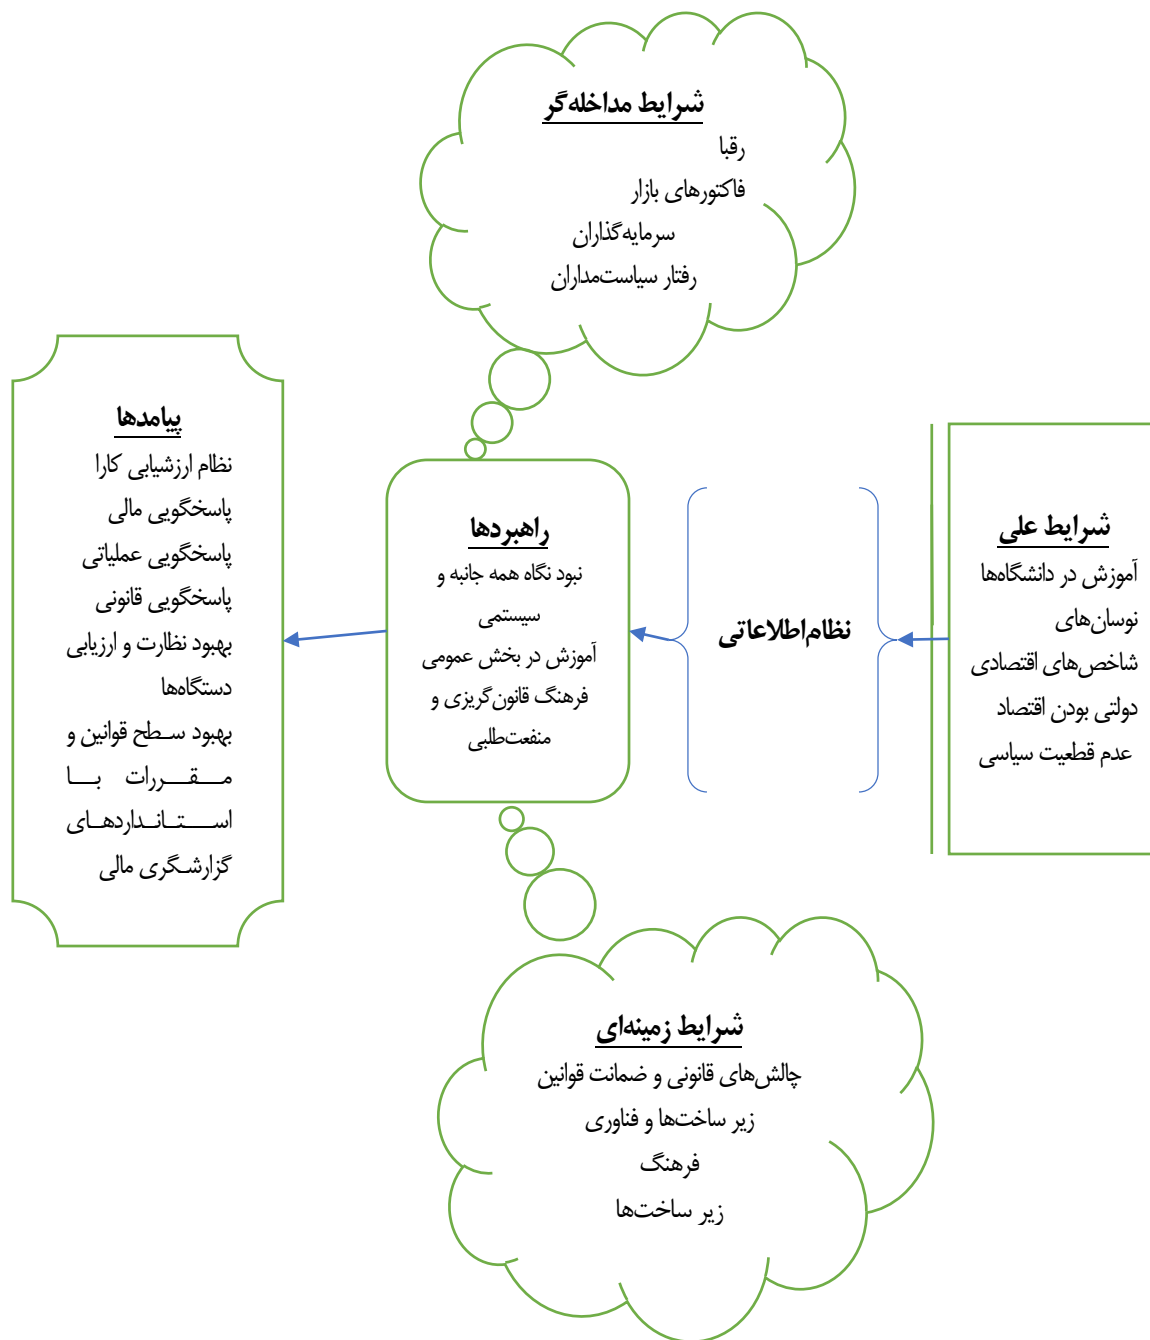 شرایط مداخله‌گر
رقبا
فاکتورهای بازار
سرمایه‌گذاران
رفتار سیاست‌مداران
شرایط علی
آموزش در دانشگاه‌ها
نوسان‌های
شاخص‌های اقتصادی
دولتی بودن اقتصاد
عدم قطعیت سیاسی
نظام‌اطلاعاتی
راهبردها
نبود نگاه همه جانبه و
سیستمی
آموزش در بخش عمومی
فرهنگ قانون‌گریزی و
منفعت‌طلبی
پیامدها
نظام ارزشیابی کارا
پاسخگویی مالی
پاسخگویی عملیاتی
پاسخگویی قانونی
بهبود نظارت و ارزیابی
دستگاه‌ها
بهبود سطح قوانین و
مقررات با
استانداردهای
گزارشگری مالی
شرایط زمینه‌ای
چالش‌های قانونی و ضمانت قوانین
زیر ساخت‌ها و فناوری
فرهنگ
زیر ساخت‌ها